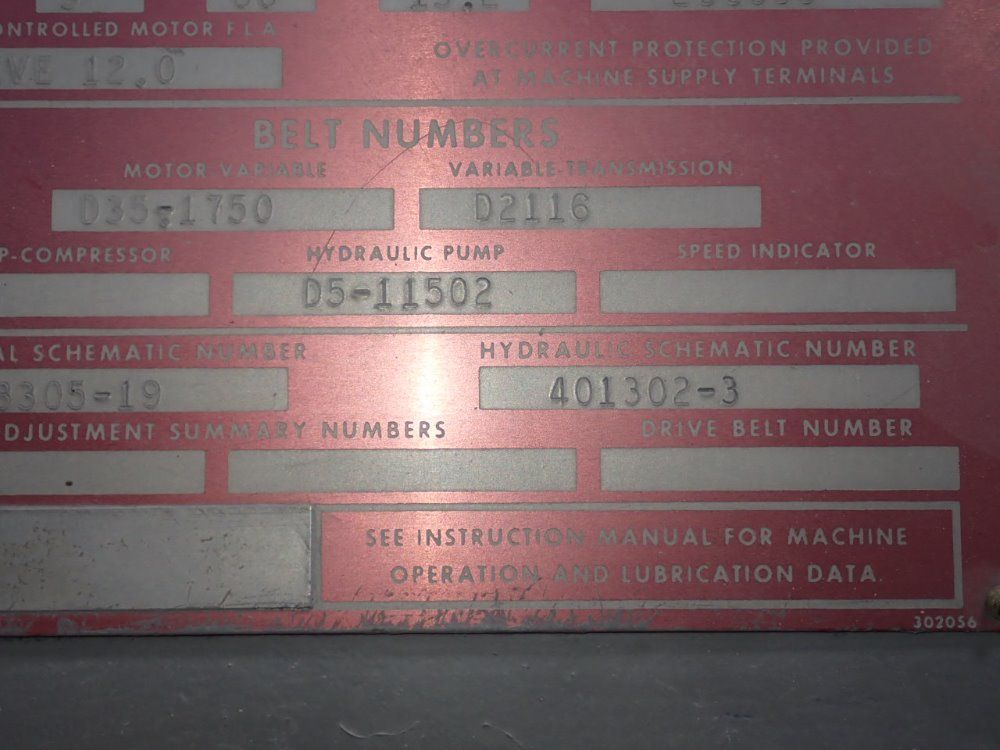 ONTROLLED MOTOR F L A
VE 12.0
OVERCURRENT PROTECTION PROVIDED
AT MACHINE SUPPLY TERMINALS
BELT NUMBERS
MOTOR-VARIABLE VARIABLE-TRANSMISSION
D35-1750 D2116
P-COMPRESSOR HYDRAULIC PUMP SPEED INDICATOR
D5-11502
AL SCHEMATIC NUMBER HYDRAULIC SCHEMATIC NUMBER
3305-19 401302-3
DJUSTMENT SUMMARY NUMBERS DRIVE BELT NUMBER
SEE INSTRUCTION MANUAL FOR MACHINE
OPERATION AND LUBRICATION DATA.
302056